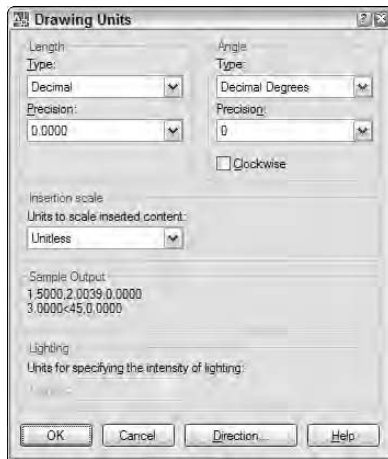 Drawing Units
Length
Type:
Decimal
Precision:
0.0000
Angle
Type:
Decimal Degrees
Precision:
0
Clockwise
Insertion scale
Units to scale inserted content:
Unitless
Sample Output
1.5000,2.0039,0.0000
3.0000<45,0.0000
Lighting
Units for specifying the intensity of lighting:
OK
Cancel
Direction...
Help